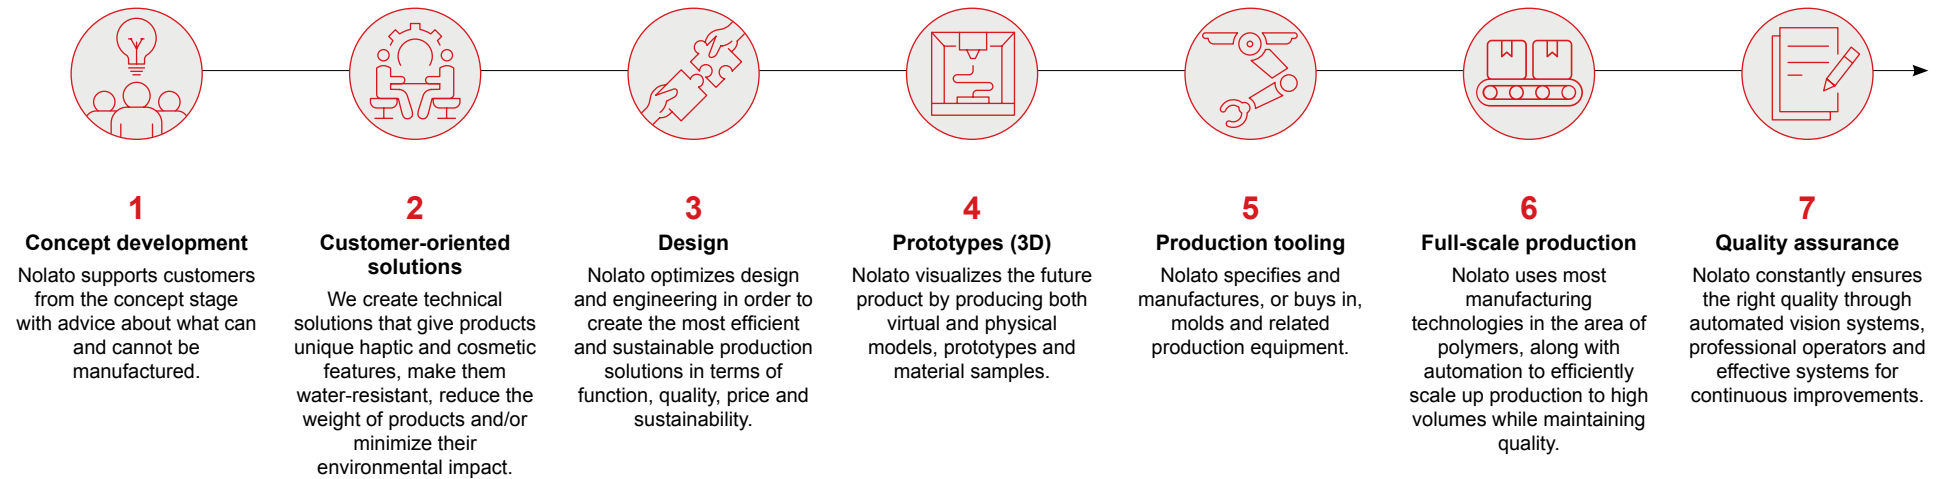 1
Concept development
Nolato supports customers
from the concept stage
with advice about what can
and cannot be
manufactured.
2
Customer-oriented
solutions
We create technical
solutions that give products
unique haptic and cosmetic
features, make them
water-resistant, reduce the
weight of products and/or
minimize their
environmental impact.
3
Design
Nolato optimizes design
and engineering in order to
create the most efficient
and sustainable production
solutions in terms of
function, quality, price and
sustainability.
4
Prototypes (3D)
Nolato visualizes the future
product by producing both
virtual and physical
models, prototypes and
material samples.
5
Production tooling
Nolato specifies and
manufactures, or buys in,
molds and related
production equipment.
6
Full-scale production
Nolato uses most
manufacturing
technologies in the area of
polymers, along with
automation to efficiently
scale up production to high
volumes while maintaining
quality.
7
Quality assurance
Nolato constantly ensures
the right quality through
automated vision systems,
professional operators and
effective systems for
continuous improvements.